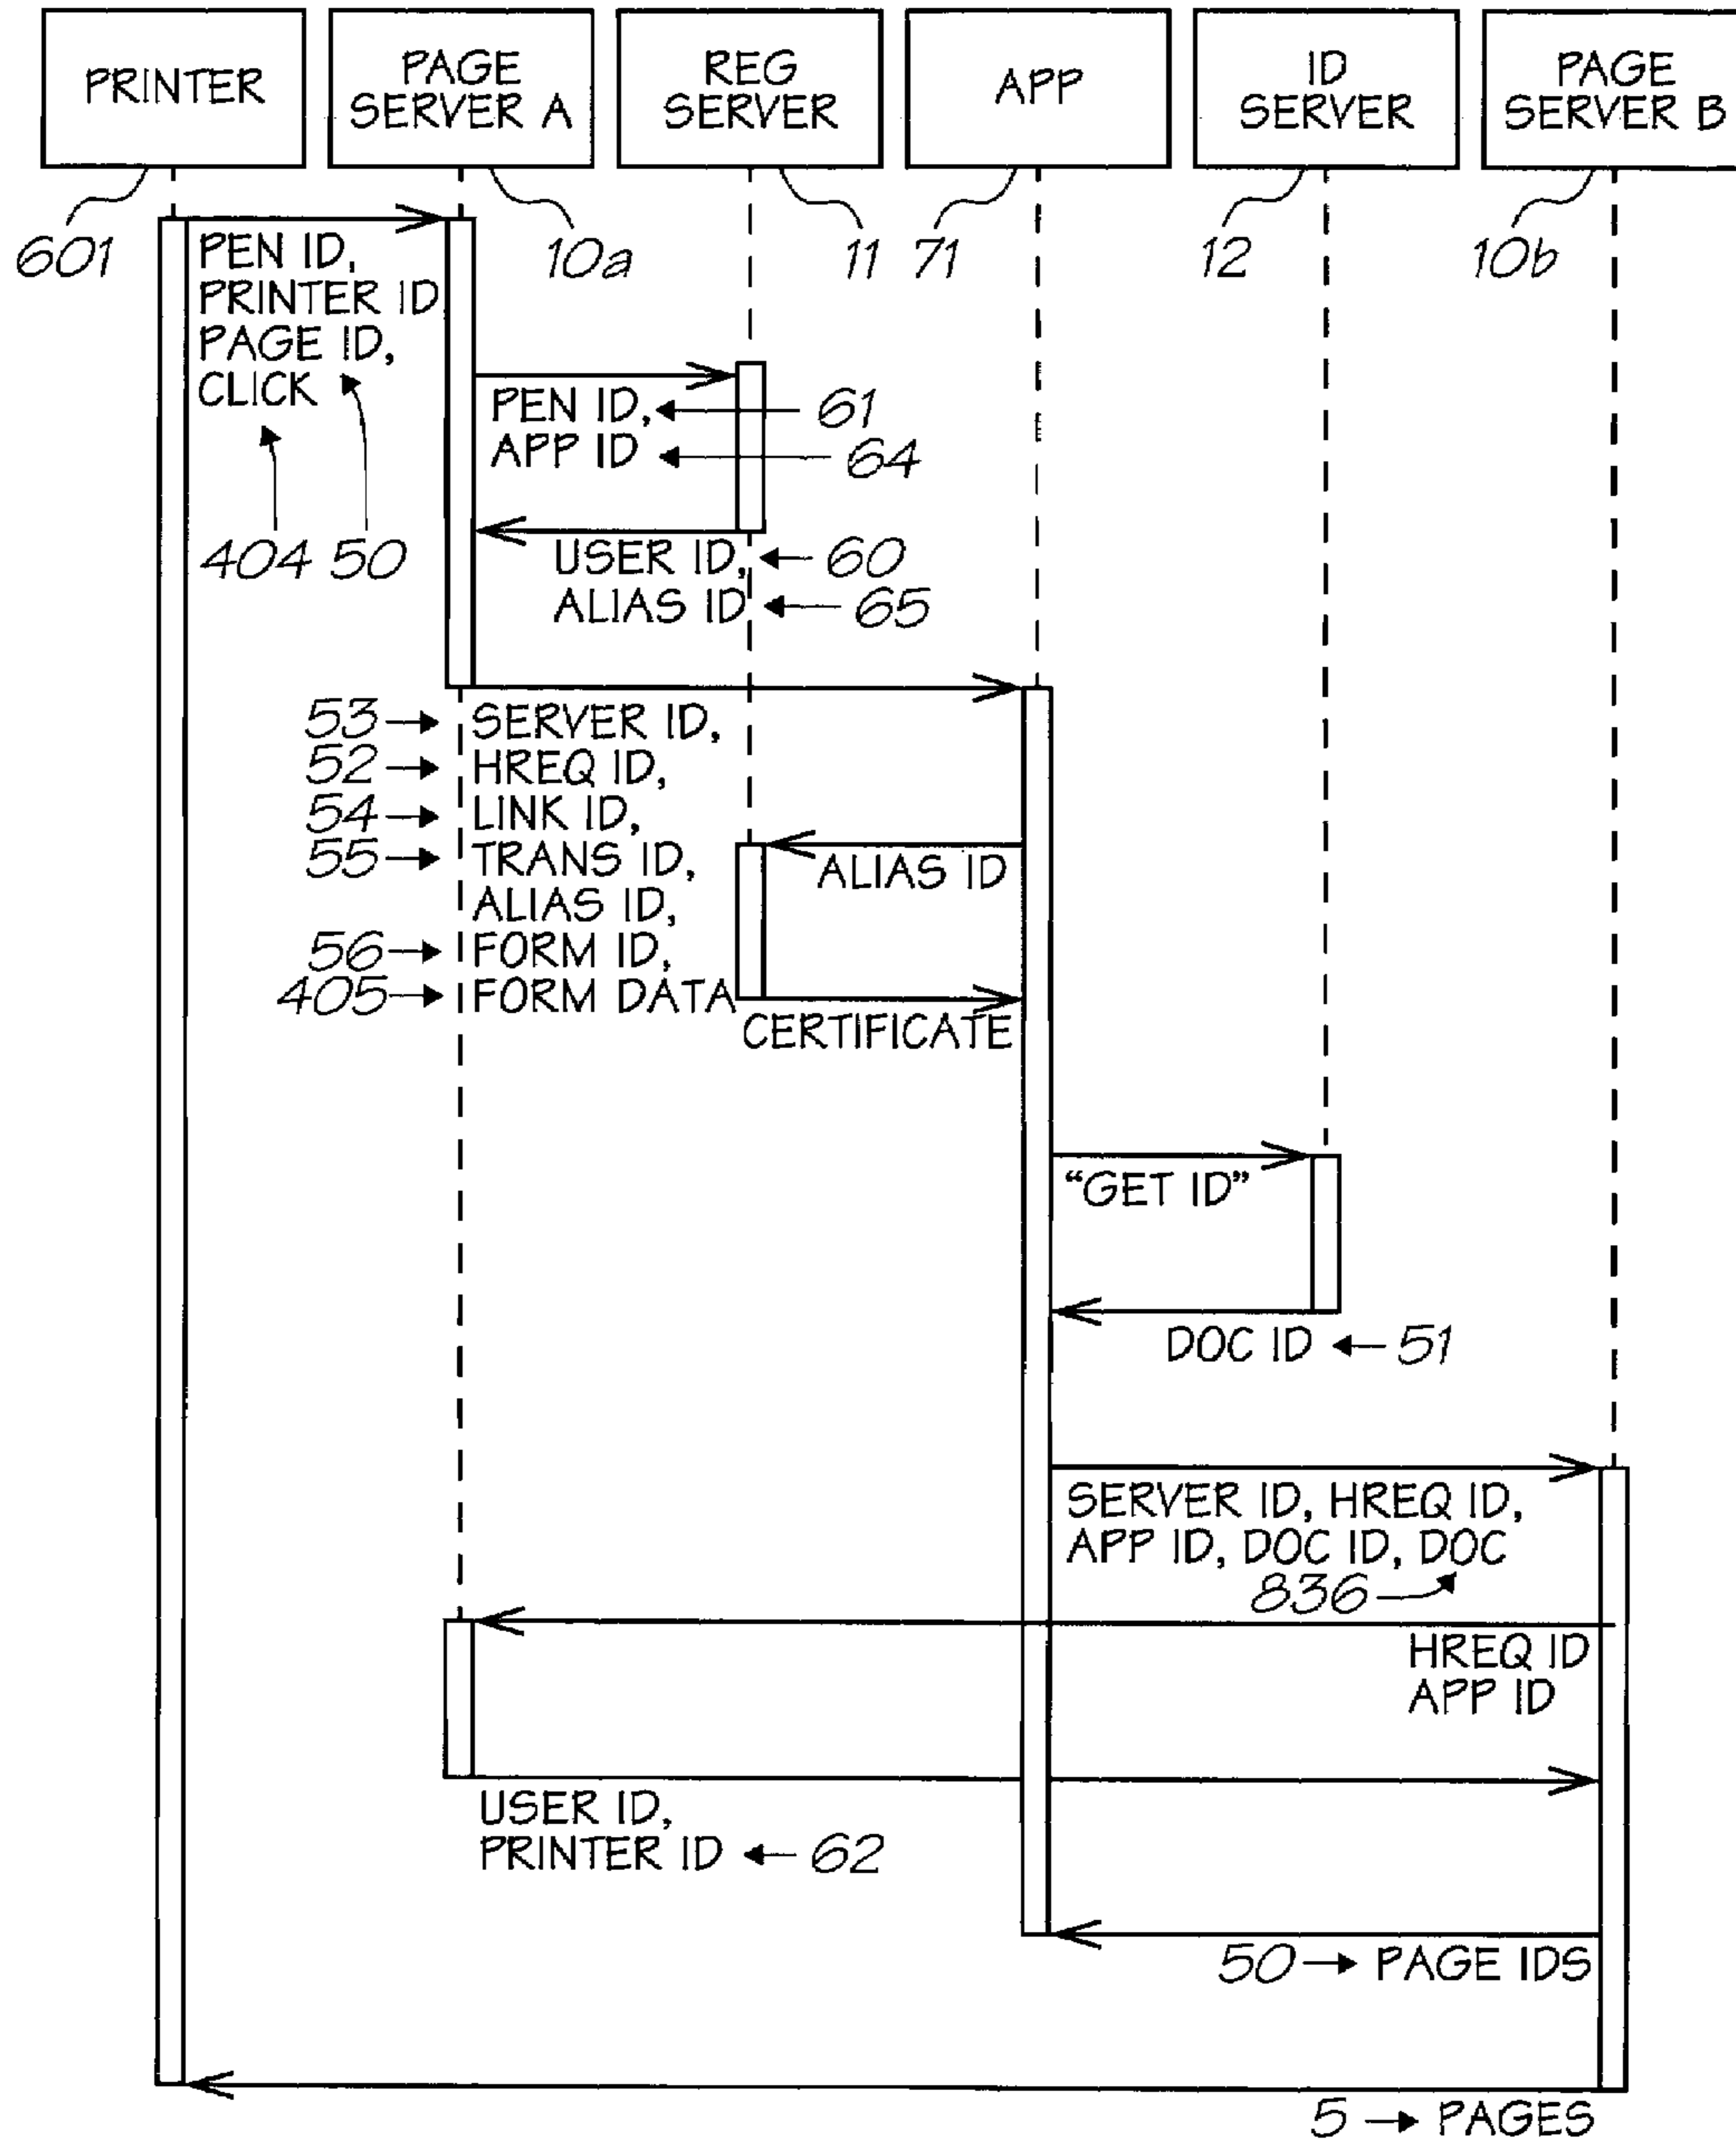 PRINTER
PAGE
SERVER A
REG
SERVER
APP
ID
SERVER
PAGE
SERVER B
601
10a
11
71
12
10b
PEN ID,
PRINTER ID
PAGE ID,
CLICK
404
50
PEN ID,
61
APP ID
64
USER ID,
60
ALIAS ID
65
53
SERVER ID,
52
HREQ ID,
54
LINK ID,
55
TRANS ID,
ALIAS ID,
56
FORM ID,
405
FORM DATA
ALIAS ID
CERTIFICATE
“GET ID”
DOC ID
51
SERVER ID, HREQ ID,
APP ID, DOC ID, DOC
836
HREQ ID
APP ID
USER ID,
PRINTER ID
62
50
PAGE IDS
5
PAGES